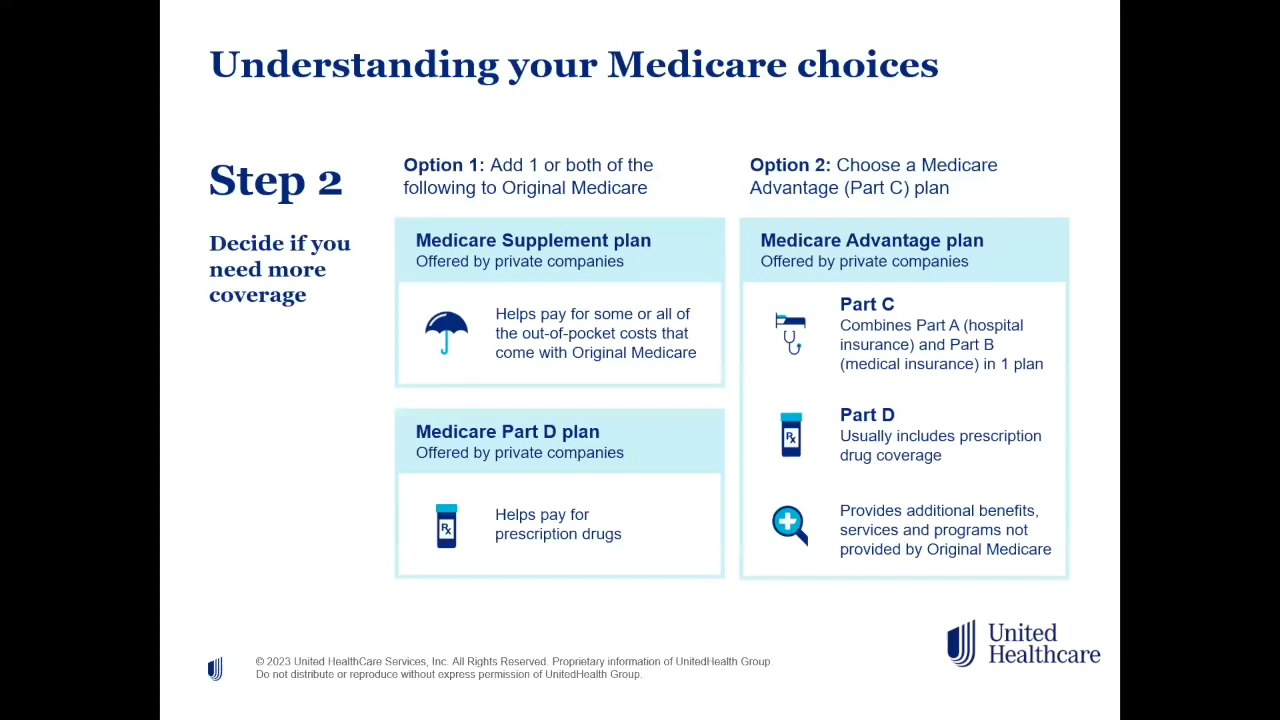 Understanding your Medicare choices
Step 2
Decide if you
need more
coverage
Option 1: Add 1 or both of the
following to Original Medicare
Medicare Supplement plan
Offered by private companies
Helps pay for some or all of
the out-of-pocket costs that
come with Original Medicare
Medicare Part D plan
Offered by private companies
Rx
Helps pay for
prescription drugs
Option 2: Choose a Medicare
Advantage (Part C) plan
Medicare Advantage plan
Offered by private companies
Part C
Combines Part A (hospital
insurance) and Part B
(medical insurance) in 1 plan
Rx
Part D
Usually includes prescription
drug coverage
Provides additional benefits,
services and programs not
provided by Original Medicare
© 2023 United HealthCare Services, Inc. All Rights Reserved. Proprietary information of UnitedHealth Group.
Do not distribute or reproduce without express permission of UnitedHealth Group.
United
Healthcare